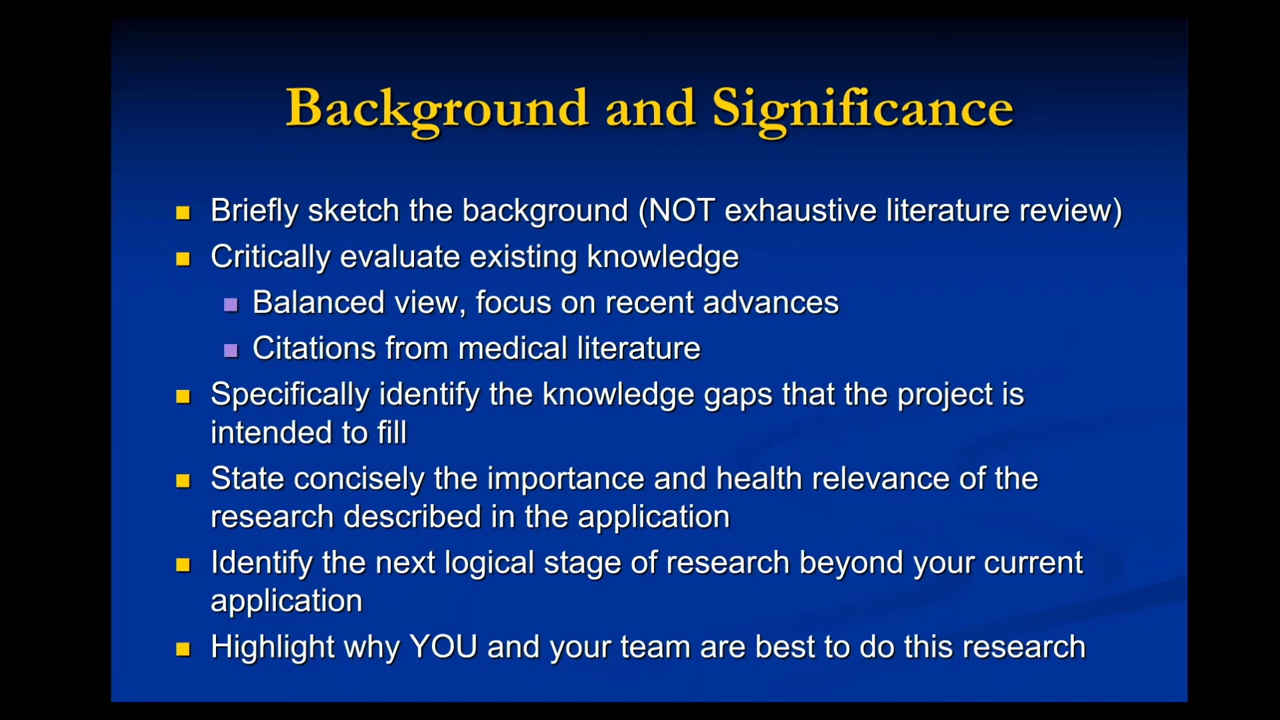 Background and Significance
Briefly sketch the background (NOT exhaustive literature review)
Critically evaluate existing knowledge
Balanced view, focus on recent advances
Citations from medical literature
Specifically identify the knowledge gaps that the project is
intended to fill
State concisely the importance and health relevance of the
research described in the application
Identify the next logical stage of research beyond your current
application
Highlight why YOU and your team are best to do this research